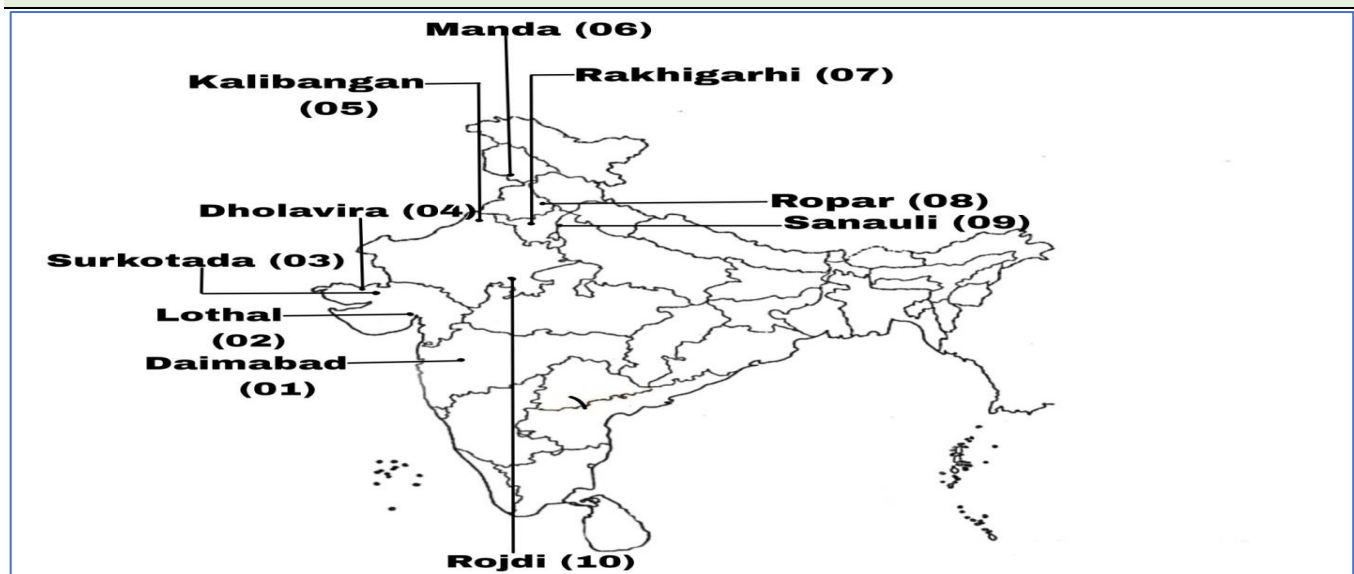 Manda (06)
Kalibangan
(05)
Rakhigarhi (07)
Dholavira (04)
Ropar (08)
Sanauli (09)
Surkotada (03)
Lothal
(02)
Daimabad
(01)
Rojdi (10)